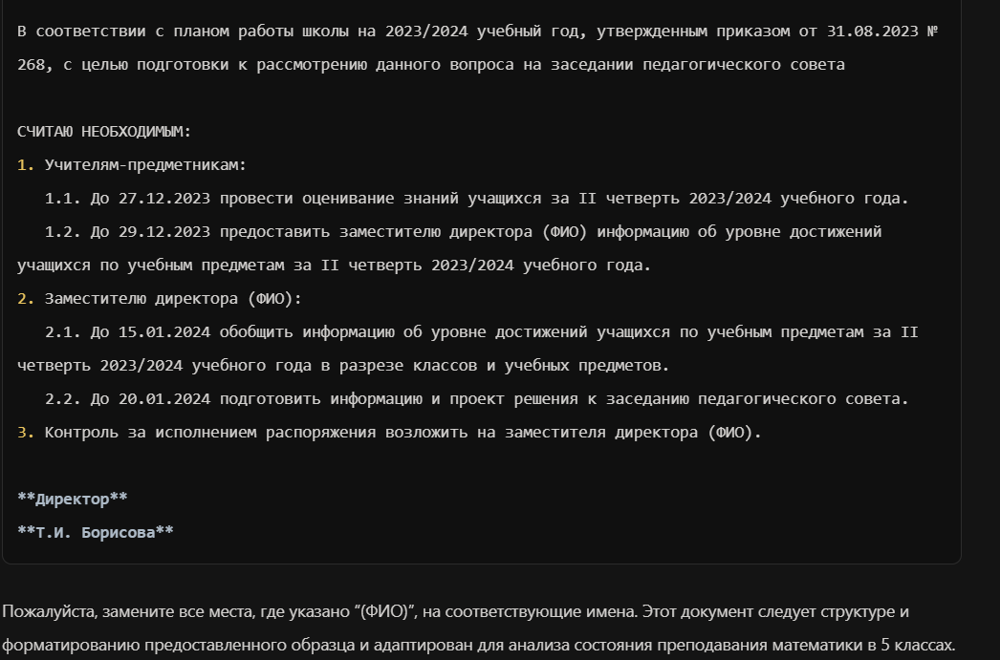 В соответствии с планом работы школы на 2023/2024 учебный год, утвержденным приказом от 31.08.2023 №
268, с целью подготовки к рассмотрению данного вопроса на заседании педагогического совета
СЧИТАЮ НЕОБХОДИМЫМ:
1. Учителям-предметникам:
1.1. До 27.12.2023 провести оценивание знаний учащихся за II четверть 2023/2024 учебного года.
1.2. До 29.12.2023 предоставить заместителю директора (ФИО) информацию об уровне достижений
учащихся по учебным предметам за II четверть 2023/2024 учебного года.
2. Заместителю директора (ФИО):
2.1. До 15.01.2024 обобщить информацию об уровне достижений учащихся по учебным предметам за II
четверть 2023/2024 учебного года в разрезе классов и учебных предметов.
2.2. До 20.01.2024 подготовить информацию и проект решения к заседанию педагогического совета.
3. Контроль за исполнением распоряжения возложить на заместителя директора (ФИО).
**Директор**
**Т.И. Борисова**
Пожалуйста, замените все места, где указано “(ФИО)”, на соответствующие имена. Этот документ следует структуре и
форматированию предоставленного образца и адаптирован для анализа состояния преподавания математики в 5 классах.